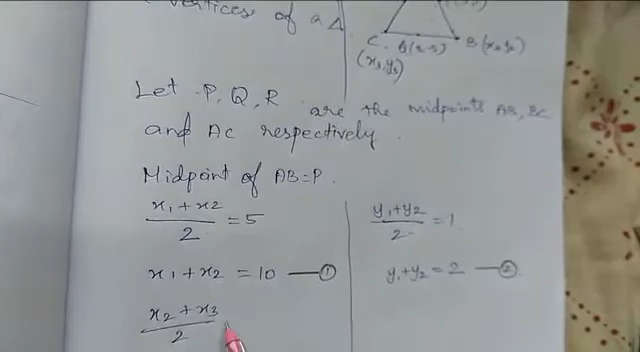 vertices of a Δ
C Q(2,-5) B(x₂,y₂)
(x₃,y₃)
Let P, Q, R are the midpoints AB, BC
and AC respectively.
Midpoint of AB=P.
x₁+x2/2 = 5
y₁+y₂/2 = 1
x₁+x₂ = 10 —①
y₁+y₂ = 2 —②
x₂+x₃/2